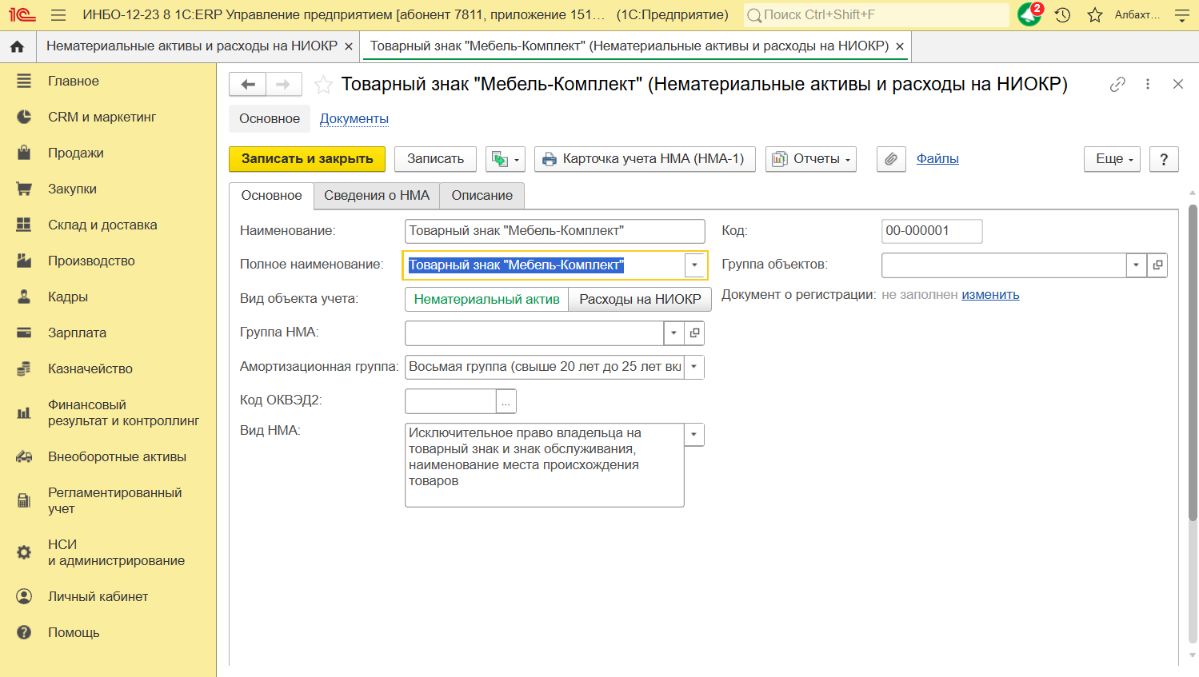 1С ИНБО-12-23 8 1С:ERP Управление предприятием [абонент 7811, приложение 151... (1С:Предприятие) Поиск Ctrl+Shift+F 2 Албахт...
Нематериальные активы и расходы на НИОКР × Товарный знак "Мебель-Комплект" (Нематериальные активы и расходы на НИОКР) ×
Главное
CRM и маркетинг
Продажи
Закупки
Склад и доставка
Производство
Кадры
Зарплата
Казначейство
Финансовый
результат и контроллинг
Внеоборотные активы
Регламентированный
учет
НСИ
и администрирование
Личный кабинет
Помощь
Товарный знак "Мебель-Комплект" (Нематериальные активы и расходы на НИОКР)
Основное Документы
Записать и закрыть Записать Карточка учета НМА (НМА-1) Отчеты Файлы Еще ?
Основное Сведения о НМА Описание
Наименование: Товарный знак "Мебель-Комплект" Код: 00-000001
Полное наименование: Товарный знак "Мебель-Комплект" Группа объектов:
Вид объекта учета: Нематериальный актив Расходы на НИОКР Документ о регистрации: не заполнен изменить
Группа НМА:
Амортизационная группа: Восьмая группа (свыше 20 лет до 25 лет вкл
Код ОКВЭД2: ...
Вид НМА: Исключительное право владельца на
товарный знак и знак обслуживания,
наименование места происхождения
товаров